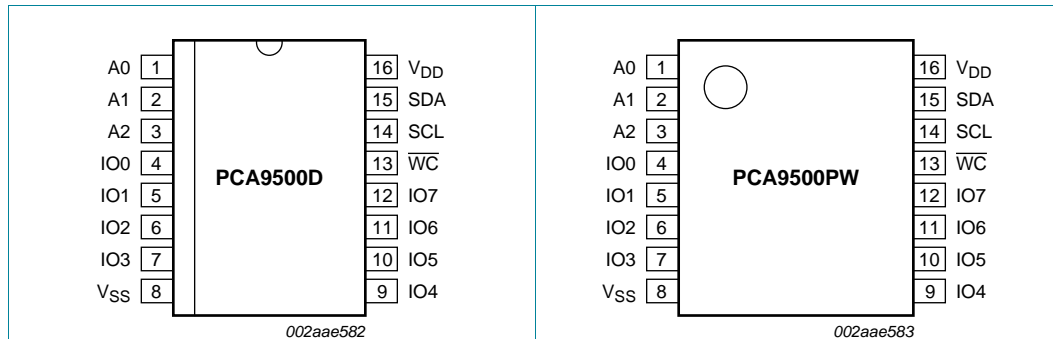 A0 1 16 VDD
A1 2 15 SDA
A2 3 14 SCL
IO0 4 13 W̅C̅
PCA9500D
IO1 5 12 IO7
IO2 6 11 IO6
IO3 7 10 IO5
VSS 8 9 IO4
002aae582
A0 1 16 VDD
A1 2 15 SDA
A2 3 14 SCL
IO0 4 13 W̅C̅
PCA9500PW
IO1 5 12 IO7
IO2 6 11 IO6
IO3 7 10 IO5
VSS 8 9 IO4
002aae583